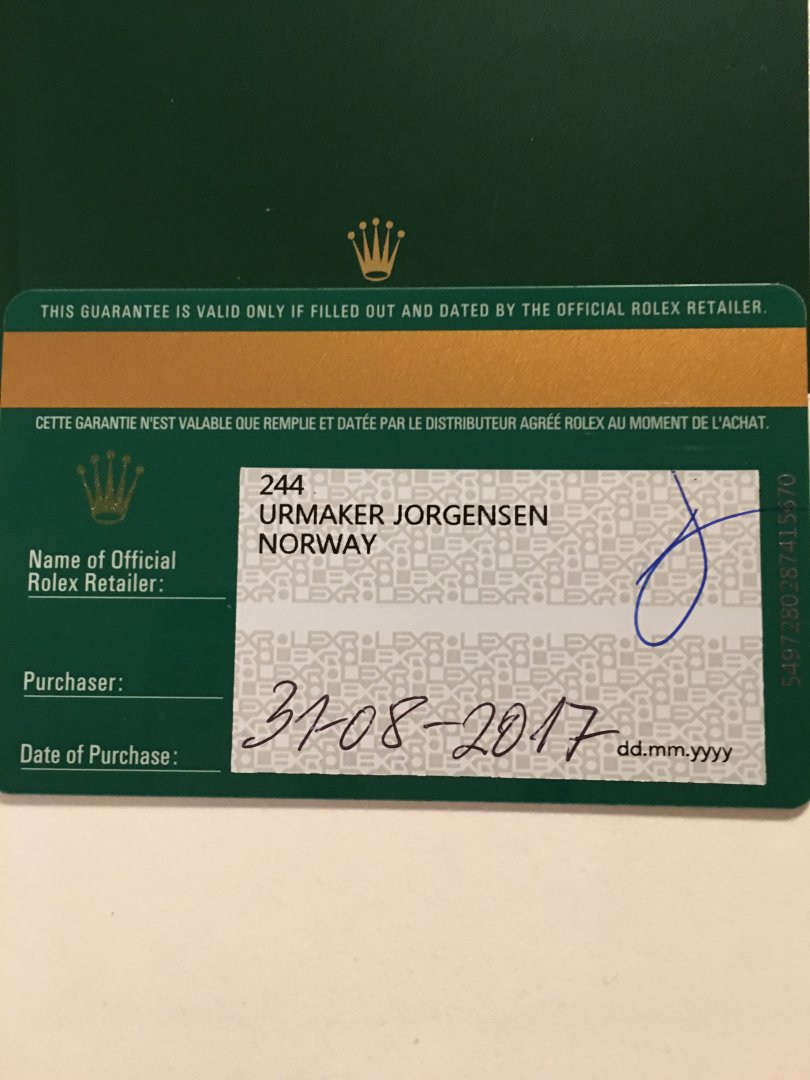 THIS GUARANTEE IS VALID ONLY IF FILLED OUT AND DATED BY THE OFFICIAL ROLEX RETAILER.
CETTE GARANTIE N'EST VALABLE QUE REMPLIE ET DATÉE PAR LE DISTRIBUTEUR AGRÉÉ ROLEX AU MOMENT DE L'ACHAT.
244
URMAKER JORGENSEN
NORWAY
Name of Official
Rolex Retailer:
Purchaser:
Date of Purchase:
31-08-2017
dd.mm.yyyy